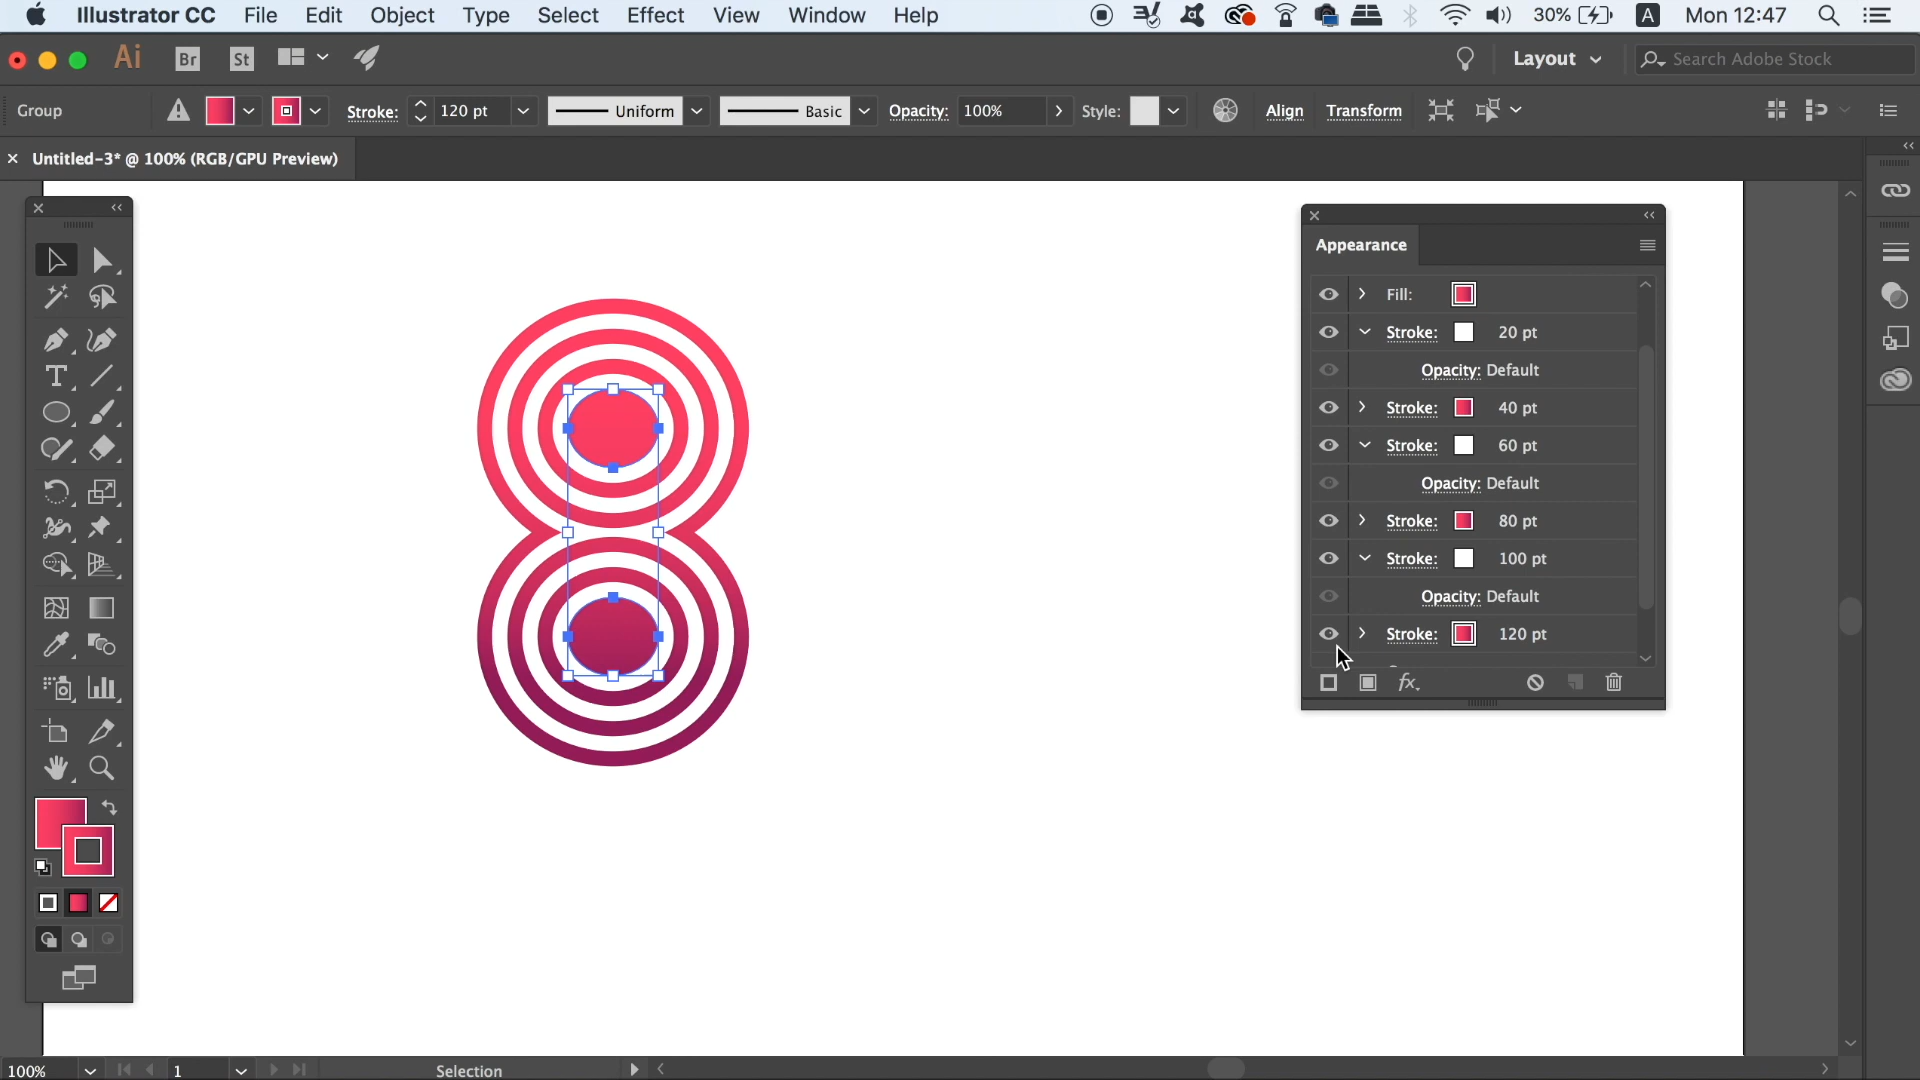 Illustrator CC File Edit Object Type Select Effect View Window Help 30% A Mon 12:47
Ai Br St Layout Search Adobe Stock
Group Stroke: 120 pt Uniform Basic Opacity: 100% Style: Align Transform
Untitled-3* @ 100% (RGB/GPU Preview)
Appearance
Fill:
Stroke: 20 pt
Opacity: Default
Stroke: 40 pt
Stroke: 60 pt
Opacity: Default
Stroke: 80 pt
Stroke: 100 pt
Opacity: Default
Stroke: 120 pt
fx
100% 1 Selection